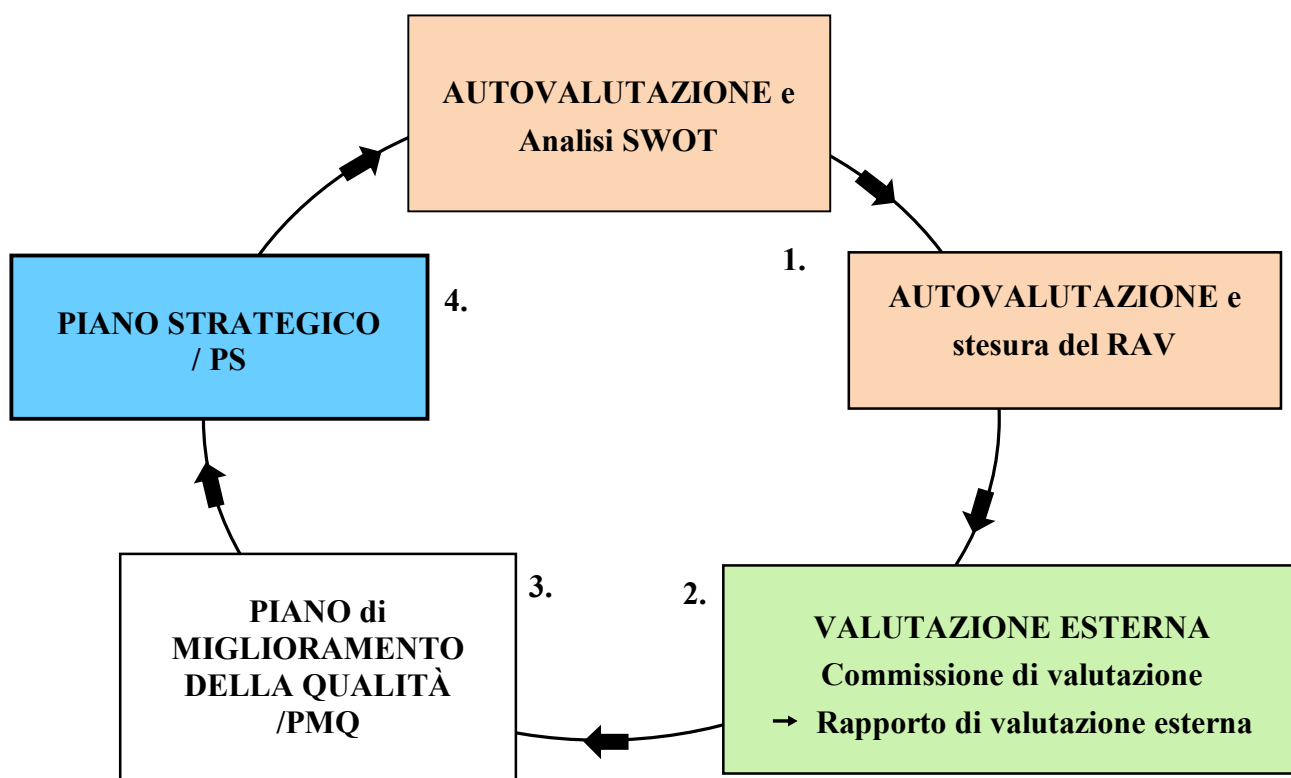 AUTOVALUTAZIONE e
Analisi SWOT
1.
AUTOVALUTAZIONE e
stesura del RAV
2.
VALUTAZIONE ESTERNA
Commissione di valutazione
→ Rapporto di valutazione esterna
3.
PIANO di
MIGLIORAMENTO
DELLA QUALITÀ
/PMQ
4.
PIANO STRATEGICO
/ PS